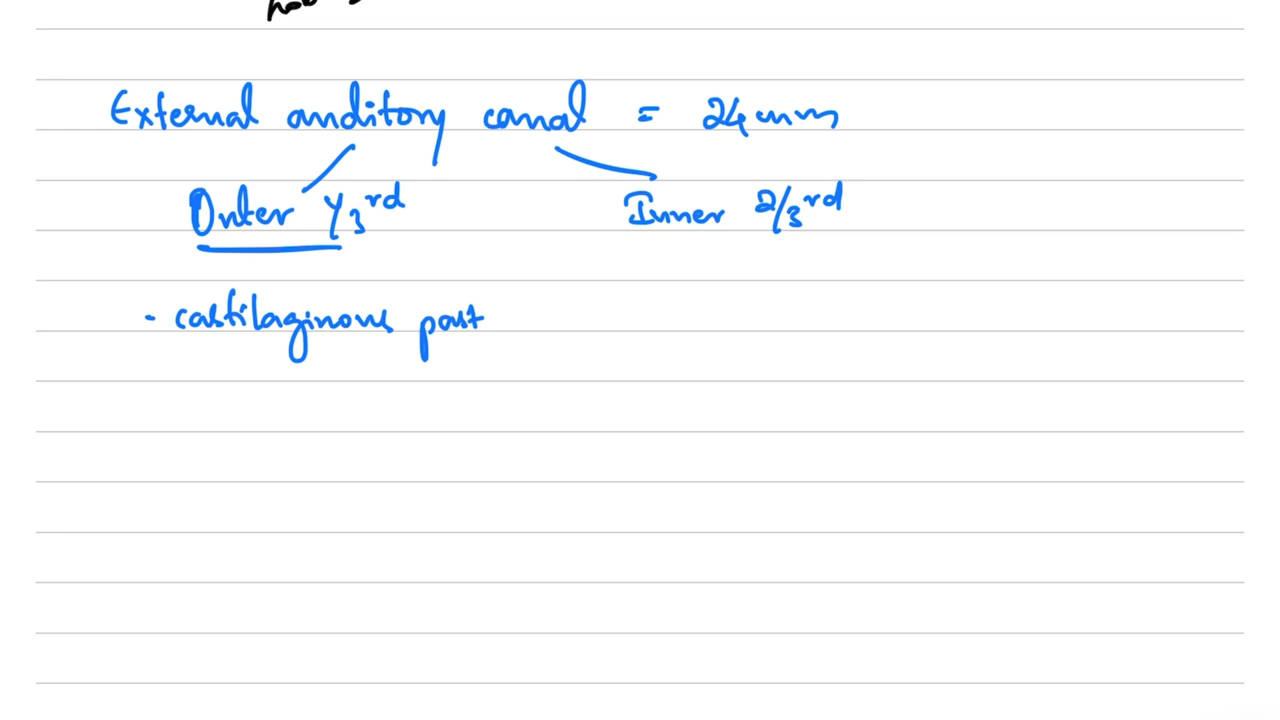 External auditory canal = 24mm
Outer 1/3rd
Inner 2/3rd
- cartilaginous part